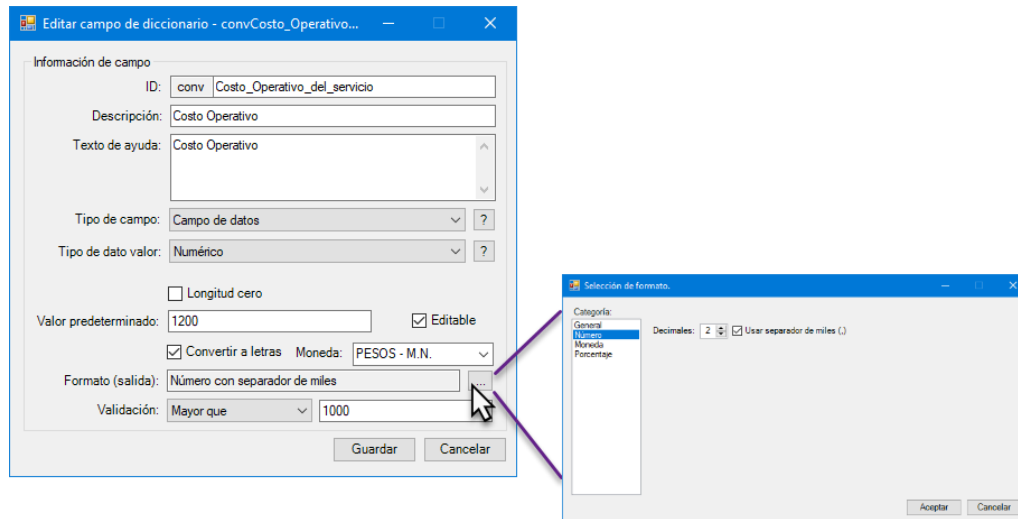 Editar campo de diccionario - convCosto_Operativo...
Información de campo
ID: conv Costo_Operativo_del_servicio
Descripción: Costo Operativo
Texto de ayuda: Costo Operativo
Tipo de campo: Campo de datos ?
Tipo de dato valor: Numérico ?
Longitud cero
Valor predeterminado: 1200 Editable
Convertir a letras Moneda: PESOS - M.N.
Formato (salida): Número con separador de miles ...
Validación: Mayor que 1000
Guardar Cancelar
Selección de formato.
Categoría:
General
Número
Moneda
Porcentaje
Decimales: 2 Usar separador de miles (,)
Aceptar Cancelar